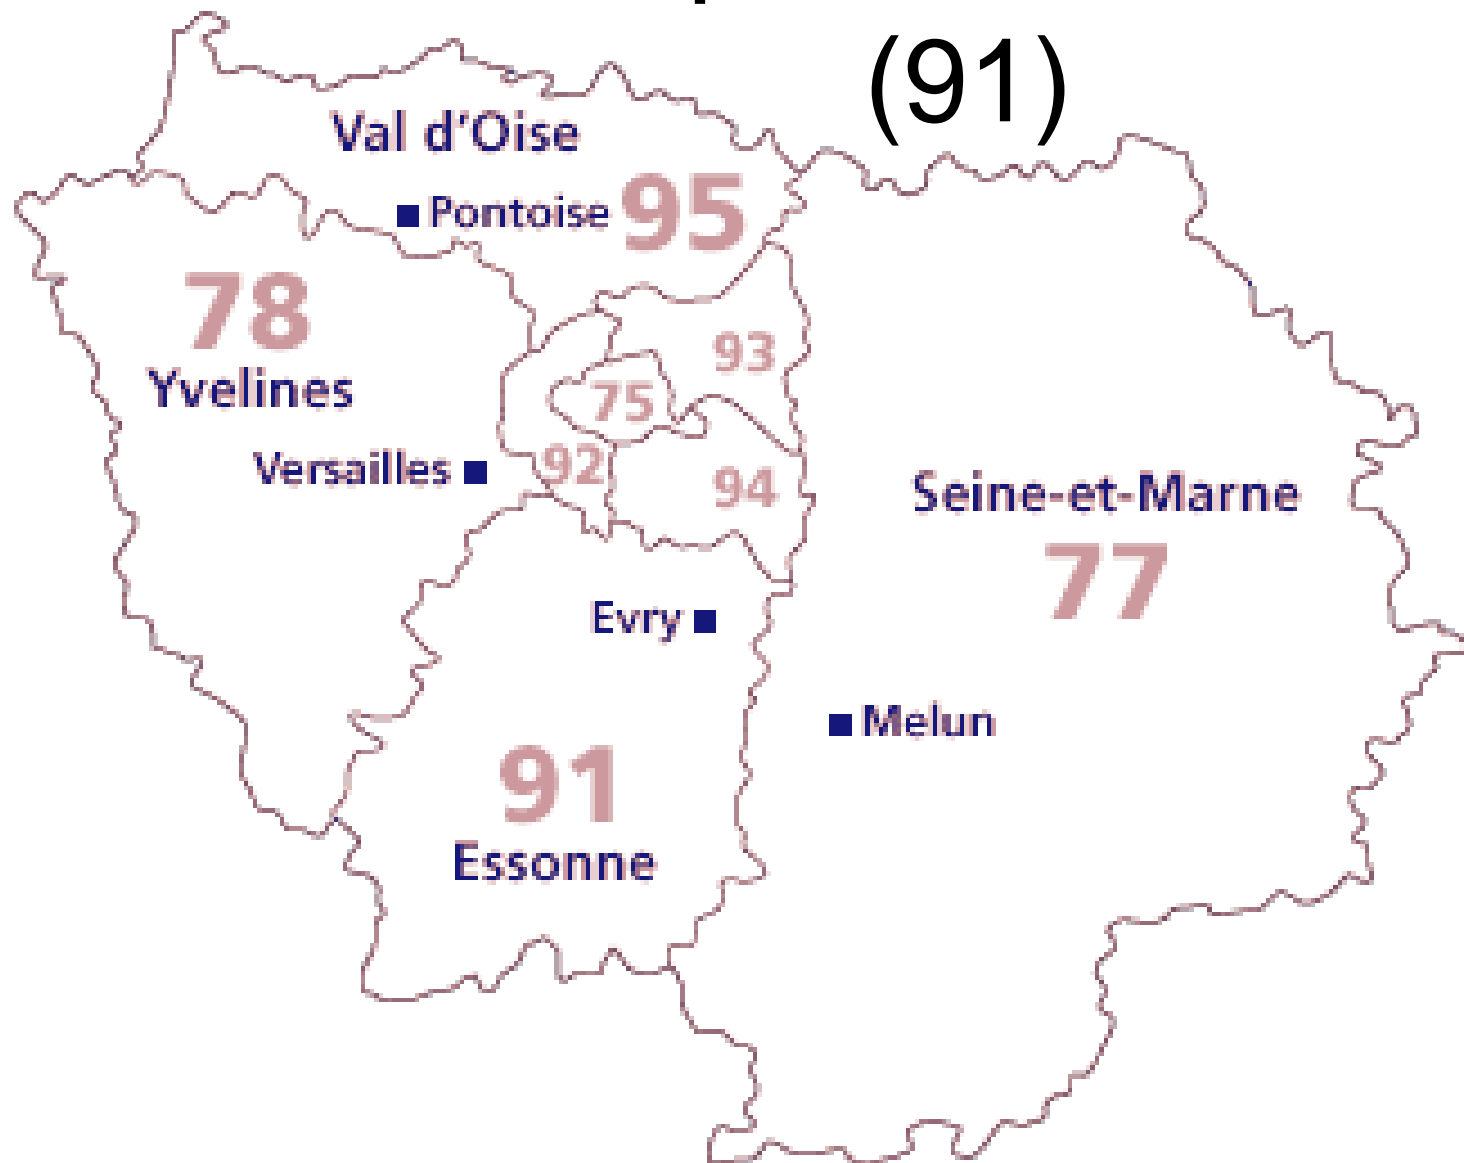 (91)
Val d'Oise
Pontoise 95
78
Yvelines
93
75
Versailles
92
94
Seine-et-Marne
77
Evry
Melun
91
Essonne